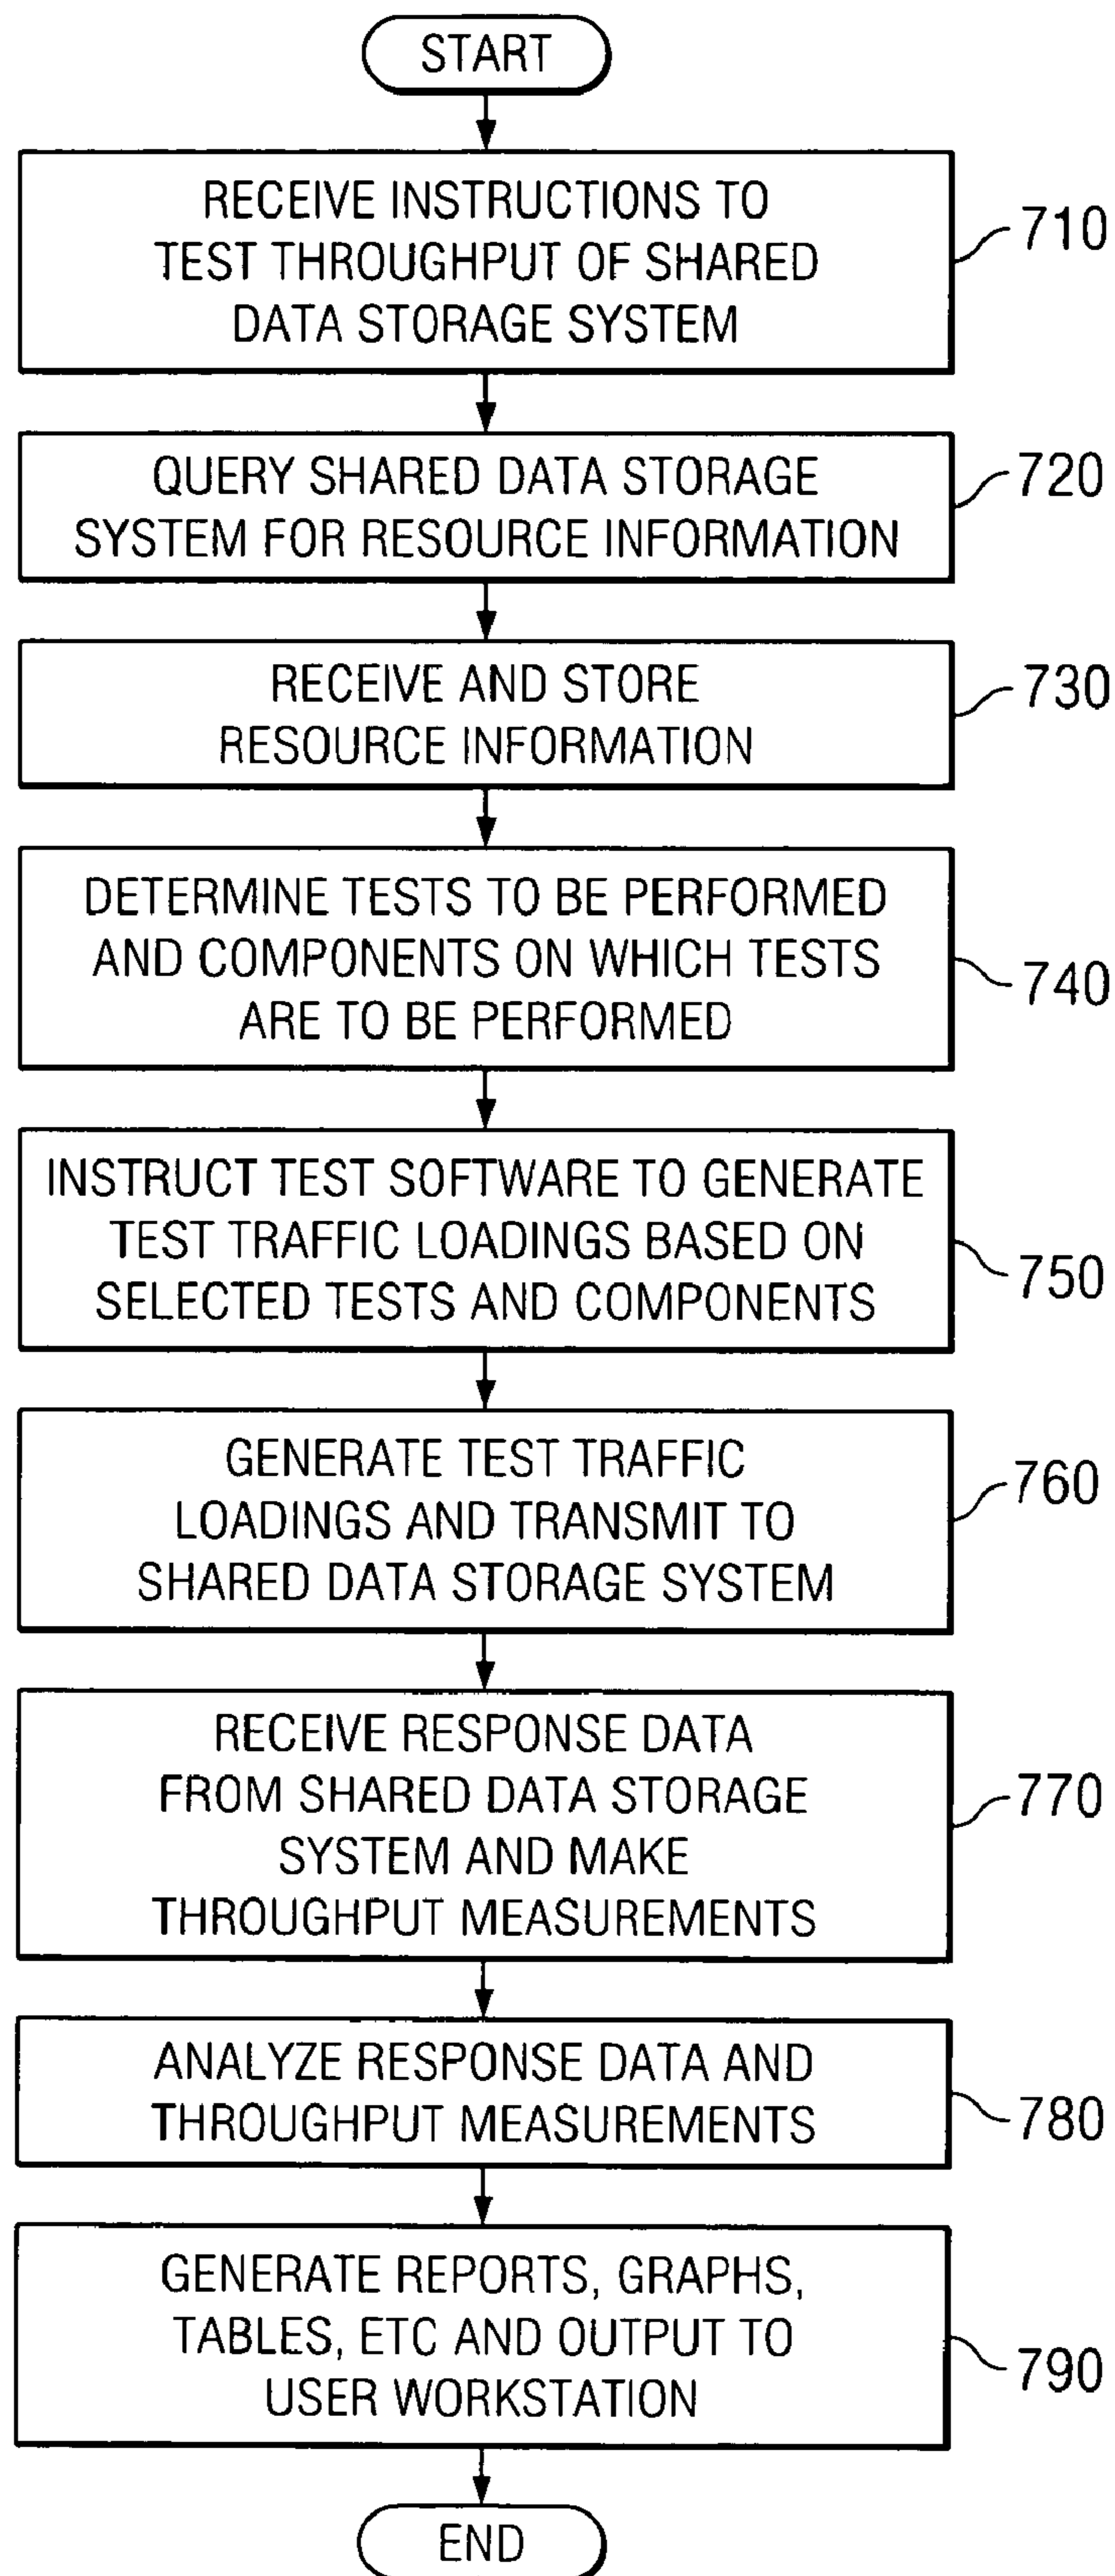 START
RECEIVE INSTRUCTIONS TO
TEST THROUGHPUT OF SHARED
DATA STORAGE SYSTEM
710
QUERY SHARED DATA STORAGE
SYSTEM FOR RESOURCE INFORMATION
720
RECEIVE AND STORE
RESOURCE INFORMATION
730
DETERMINE TESTS TO BE PERFORMED
AND COMPONENTS ON WHICH TESTS
ARE TO BE PERFORMED
740
INSTRUCT TEST SOFTWARE TO GENERATE
TEST TRAFFIC LOADINGS BASED ON
SELECTED TESTS AND COMPONENTS
750
GENERATE TEST TRAFFIC
LOADINGS AND TRANSMIT TO
SHARED DATA STORAGE SYSTEM
760
RECEIVE RESPONSE DATA
FROM SHARED DATA STORAGE
SYSTEM AND MAKE
THROUGHPUT MEASUREMENTS
770
ANALYZE RESPONSE DATA AND
THROUGHPUT MEASUREMENTS
780
GENERATE REPORTS, GRAPHS,
TABLES, ETC AND OUTPUT TO
USER WORKSTATION
790
END